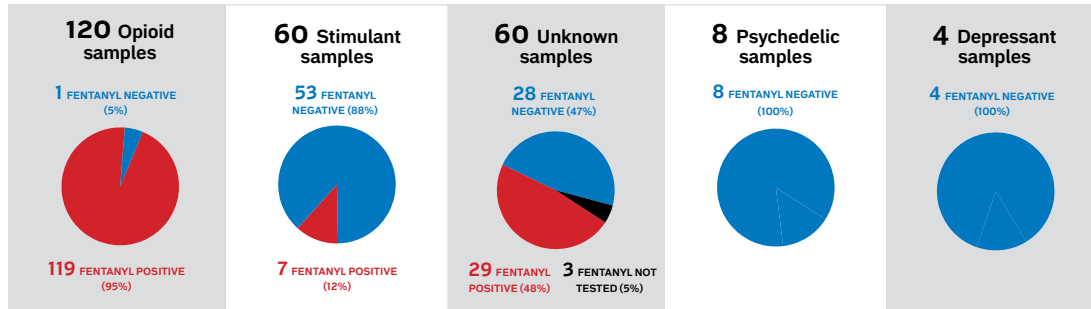 120 Opioid
samples
1 FENTANYL NEGATIVE
(5%)
119 FENTANYL POSITIVE
(95%)
60 Stimulant
samples
53 FENTANYL
NEGATIVE (88%)
7 FENTANYL POSITIVE
(12%)
60 Unknown
samples
28 FENTANYL
NEGATIVE (47%)
29 FENTANYL
POSITIVE (48%)
3 FENTANYL NOT
TESTED (5%)
8 Psychedelic
samples
8 FENTANYL NEGATIVE
(100%)
4 Depressant
samples
4 FENTANYL NEGATIVE
(100%)